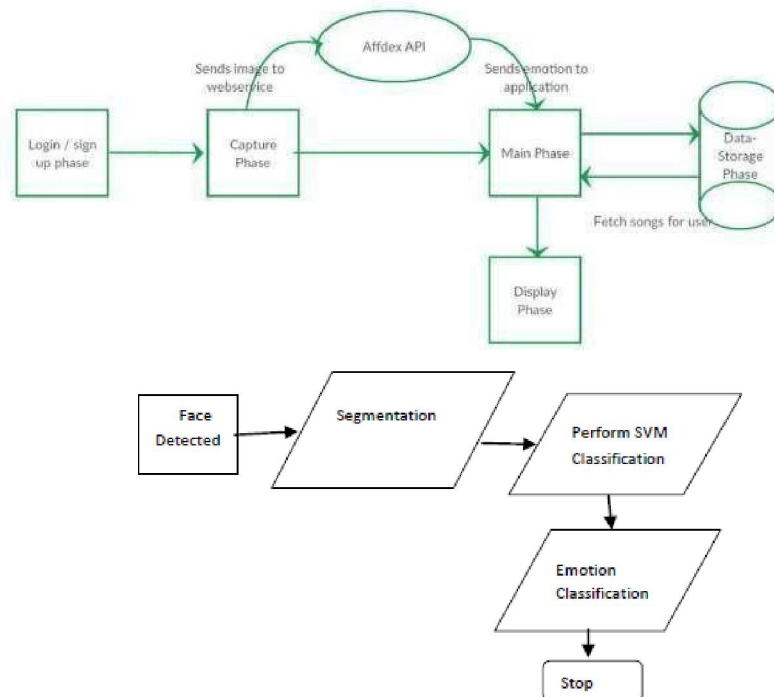 Affdex API
Sends image to
webservice
Sends emotion to
application
Login / sign
up phase
Capture
Phase
Main Phase
Data-
Storage
Phase
Fetch songs for user
Display
Phase
Face
Detected
Segmentation
Perform SVM
Classification
Emotion
Classification
Stop